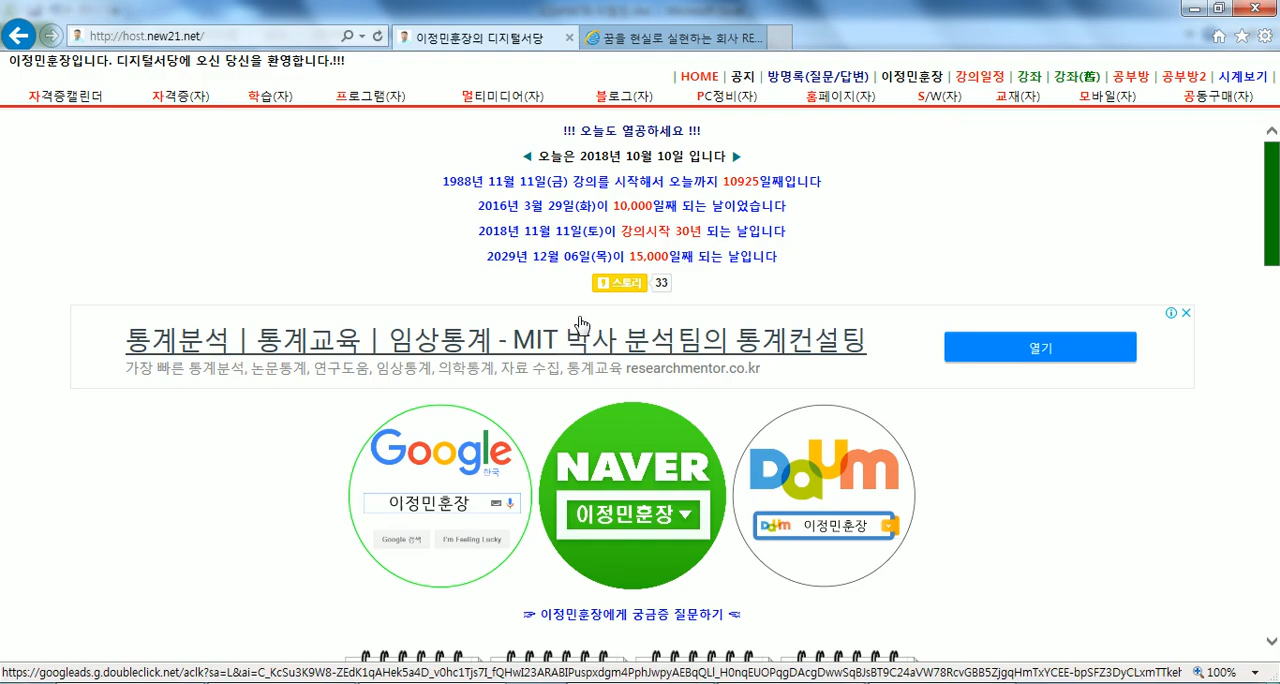 http://host.new21.net/
이정민훈장의 디지털서당
꿈을 현실로 실현하는 회사 RE...
이정민훈장입니다. 디지털서당에 오신 당신을 환영합니다.!!!
| HOME | 공지 | 방명록(질문/답변) | 이정민훈장 | 강의일정 | 강좌 | 강좌(舊) | 공부방 | 공부방2 | 시계보기 |
자격증캘린더 자격증(자) 학습(자) 프로그램(자) 멀티미디어(자) 블로그(자) PC정비(자) 홈페이지(자) S/W(자) 교재(자) 모바일(자) 공동구매(자)
!!! 오늘도 열공하세요 !!!
◀ 오늘은 2018년 10월 10일 입니다 ▶
1988년 11월 11일(금) 강의를 시작해서 오늘까지 10925일째입니다
2016년 3월 29일(화)이 10,000일째 되는 날이었습니다
2018년 11월 11일(토)이 강의시작 30년 되는 날입니다
2029년 12월 06일(목)이 15,000일째 되는 날입니다
스토리 33
통계분석 | 통계교육 | 임상통계 - MIT 박사 분석팀의 통계컨설팅
가장 빠른 통계분석, 논문통계, 연구도움, 임상통계, 의학통계, 자료 수집, 통계교육 researchmentor.co.kr
열기
Google
한국
이정민훈장
Google 검색 I'm Feeling Lucky
NAVER
이정민훈장
Daum
Daum 이정민훈장
☞ 이정민훈장에게 궁금증 질문하기 ☜
100%